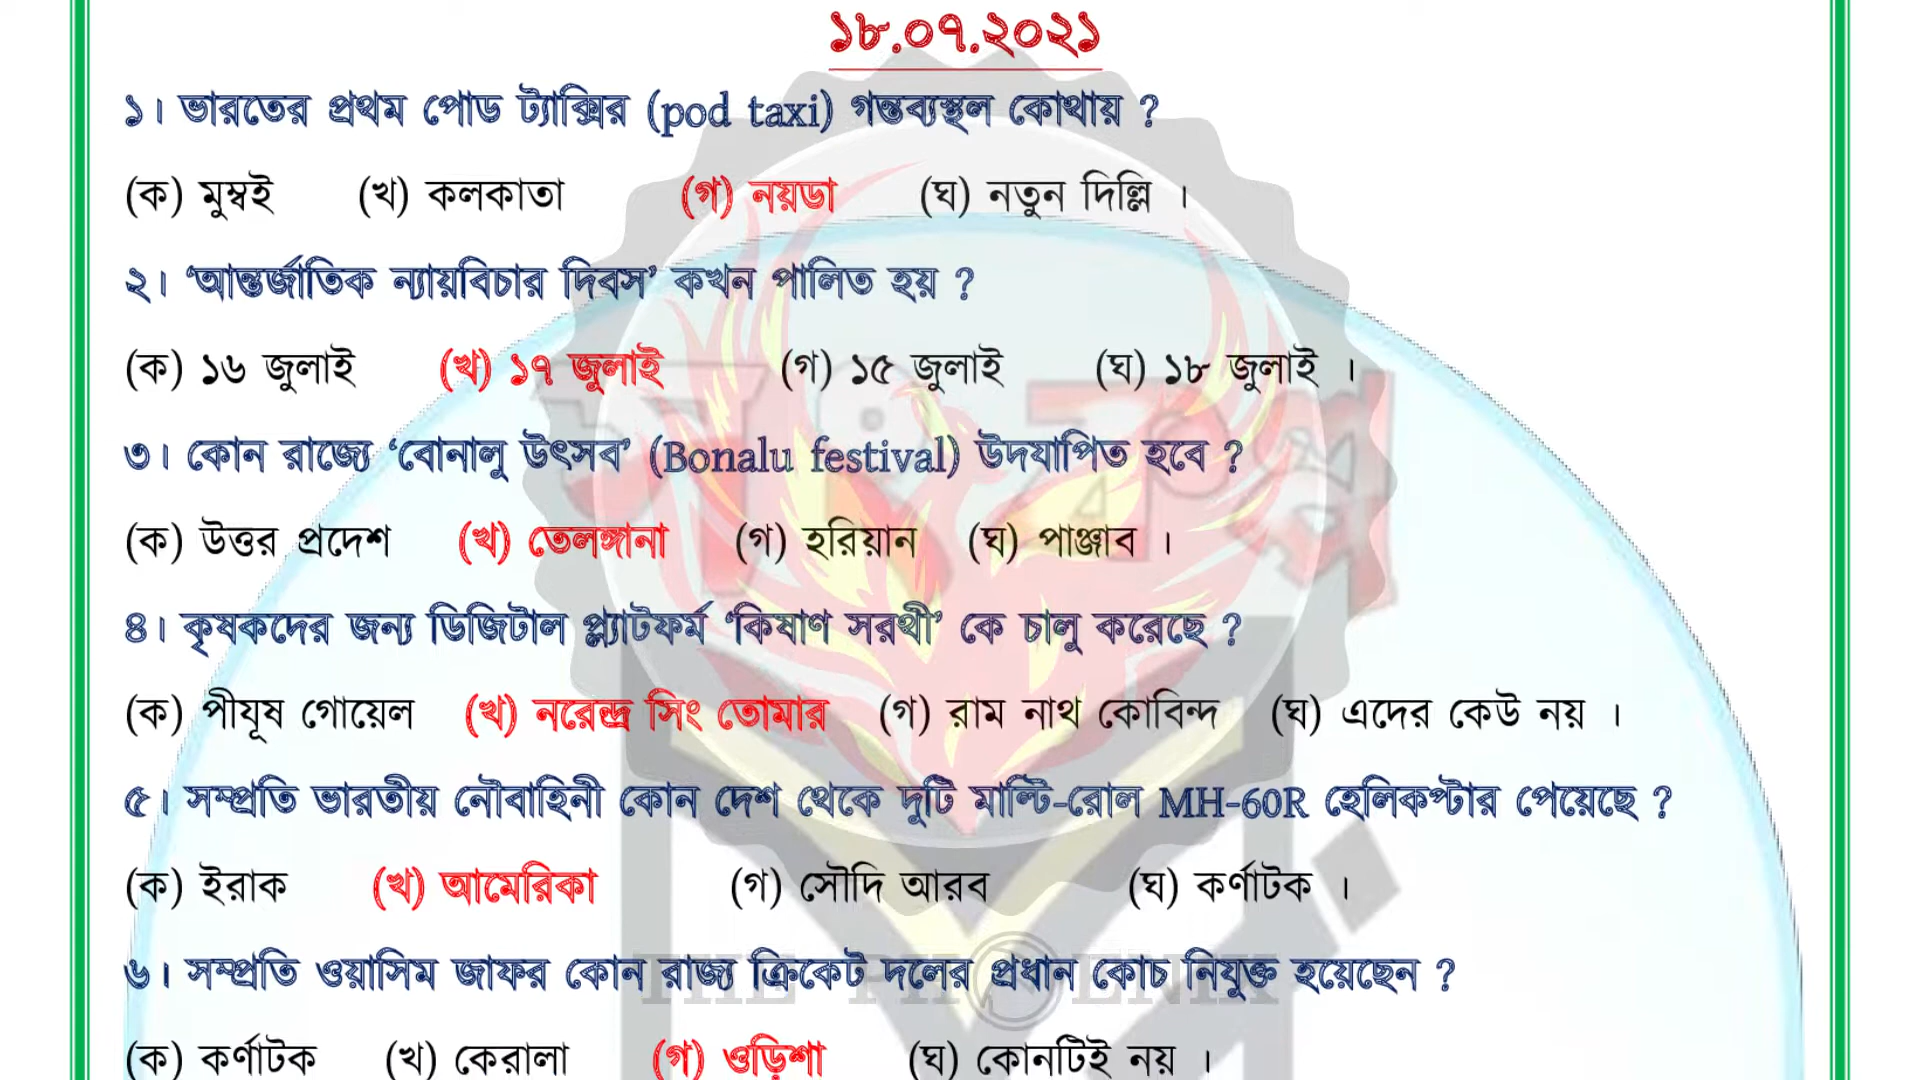 ১৮.০৭.২০২১
১। ভারতের প্রথম পোড ট্যাক্সির (pod taxi) গন্তব্যস্থল কোথায় ?
(ক) মুম্বই (খ) কলকাতা (গ) নয়ডা (ঘ) নতুন দিল্লি ।
২। ‘আন্তর্জাতিক ন্যায়বিচার দিবস’ কখন পালিত হয় ?
(ক) ১৬ জুলাই (খ) ১৭ জুলাই (গ) ১৫ জুলাই (ঘ) ১৮ জুলাই ।
৩। কোন রাজ্যে ‘বোনালু উৎসব’ (Bonalu festival) উদযাপিত হবে ?
(ক) উত্তর প্রদেশ (খ) তেলঙ্গানা (গ) হরিয়ান (ঘ) পাঞ্জাব ।
৪। কৃষকদের জন্য ডিজিটাল প্ল্যাটফর্ম ‘কিষাণ সরথী’ কে চালু করেছে ?
(ক) পীযূষ গোয়েল (খ) নরেন্দ্র সিং তোমার (গ) রাম নাথ কোবিন্দ (ঘ) এদের কেউ নয় ।
৫। সম্প্রতি ভারতীয় নৌবাহিনী কোন দেশ থেকে দুটি মাল্টি-রোল MH-60R হেলিকপ্টার পেয়েছে ?
(ক) ইরাক (খ) আমেরিকা (গ) সৌদি আরব (ঘ) কর্ণাটক ।
৬। সম্প্রতি ওয়াসিম জাফর কোন রাজ্য ক্রিকেট দলের প্রধান কোচ নিযুক্ত হয়েছেন ?
THE PHOENIX
(ক) কর্ণাটক (খ) কেরালা (গ) ওড়িশা (ঘ) কোনটিই নয় ।